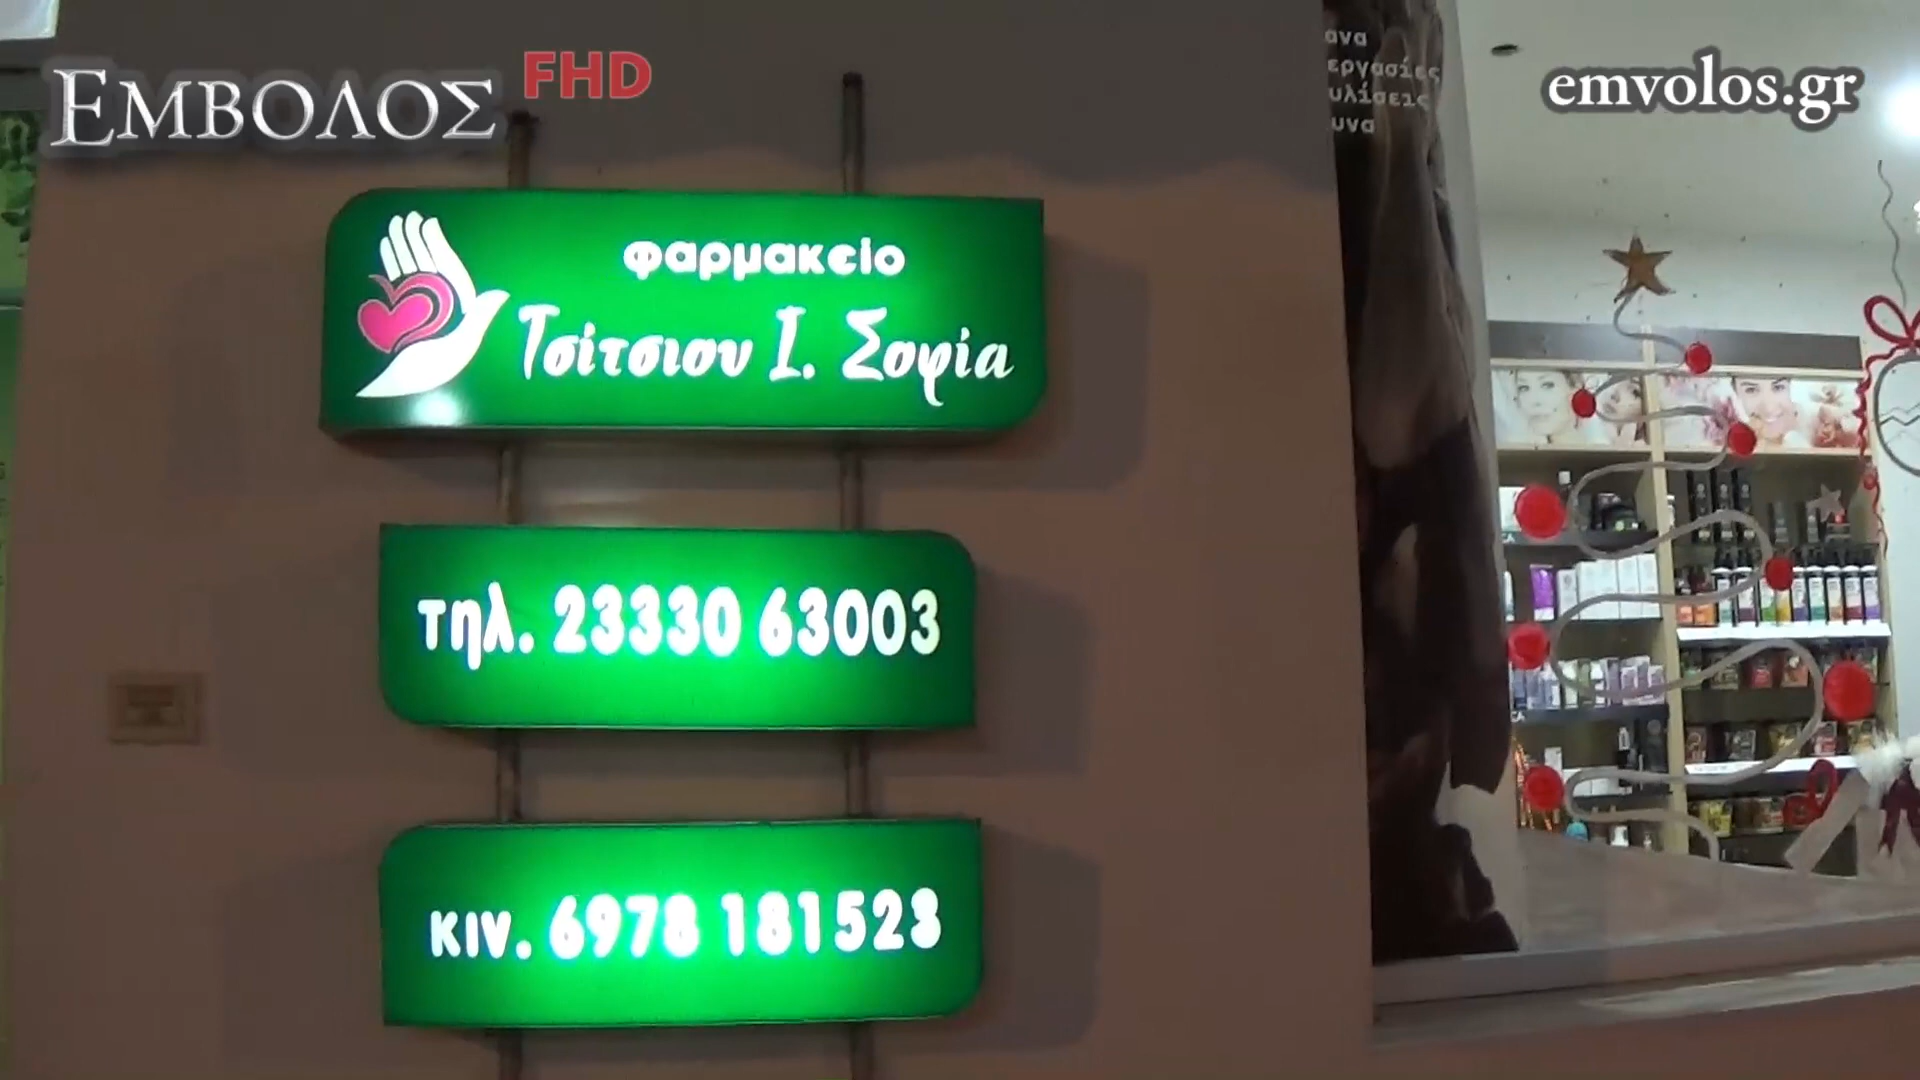 ΕΜΒΟΛΟΣ FHD
emvolos.gr
φαρμακείο
Τσίτσιου Ι. Σοφία
τηλ. 23330 63003
κιν. 6978 181523